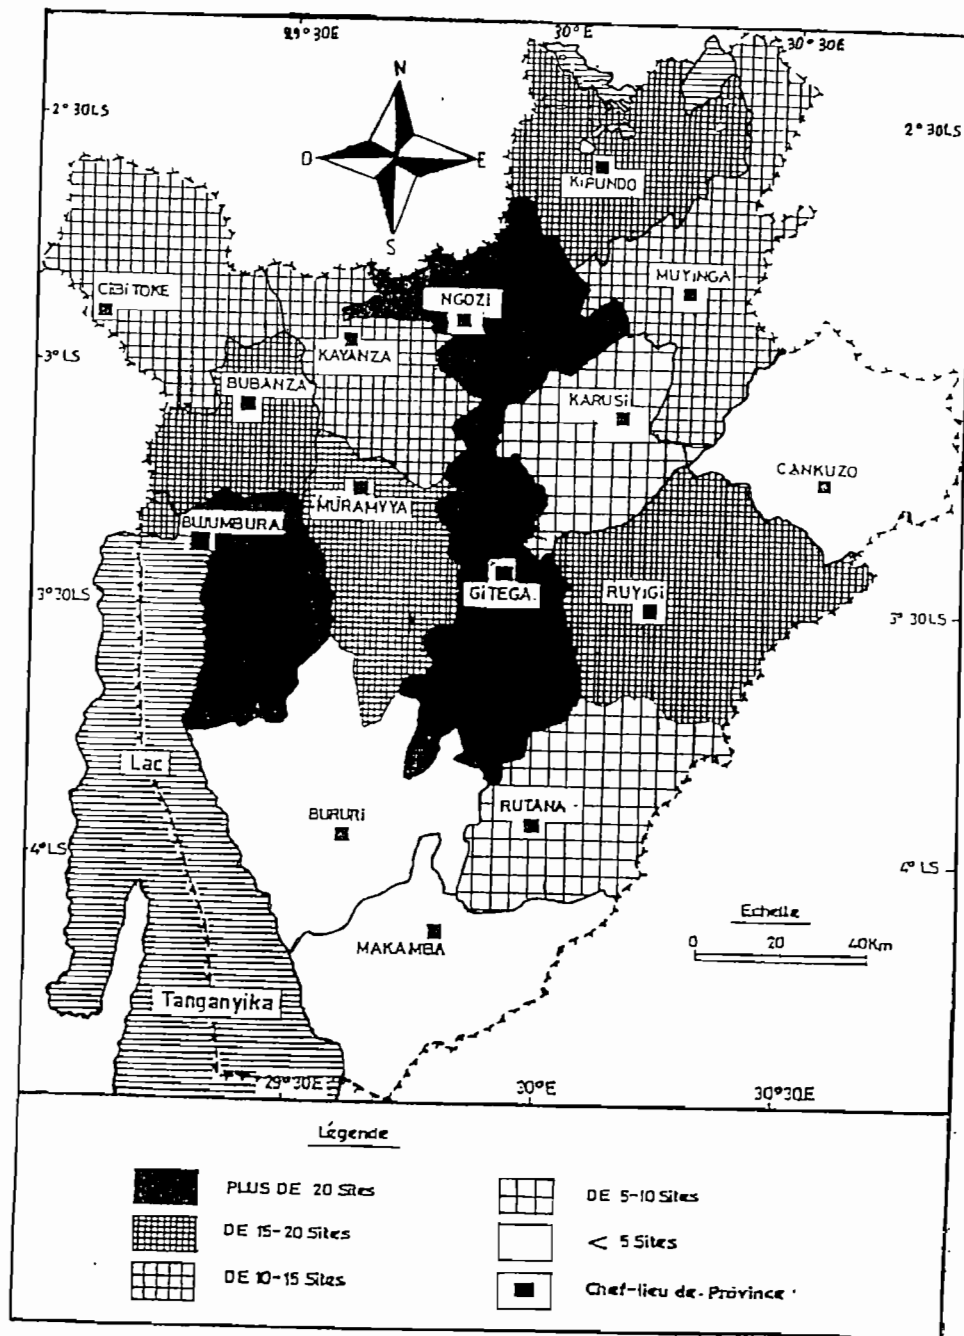 29°30E
30°E
30°30E
2°30LS
2°30LS
N
O
E
S
KIRUNDO
CIBITOKE
NGOZI
MUYINGA
3°LS
KAYANZA
BUBANZA
KARUSI
CANKUZO
MURAMVYA
BUJUMBURA
3°30LS
GITEGA
RUYIGI
3°30LS
Lac
BURURI
RUTANA
4°LS
4°LS
Echelle
MAKAMBA
0 20 40Km
Tanganyika
29°30E
30°E
30°30E
Légende
PLUS DE 20 Sites
DE 5-10 Sites
DE 15-20 Sites
< 5 Sites
DE 10-15 Sites
Chef-lieu de Province